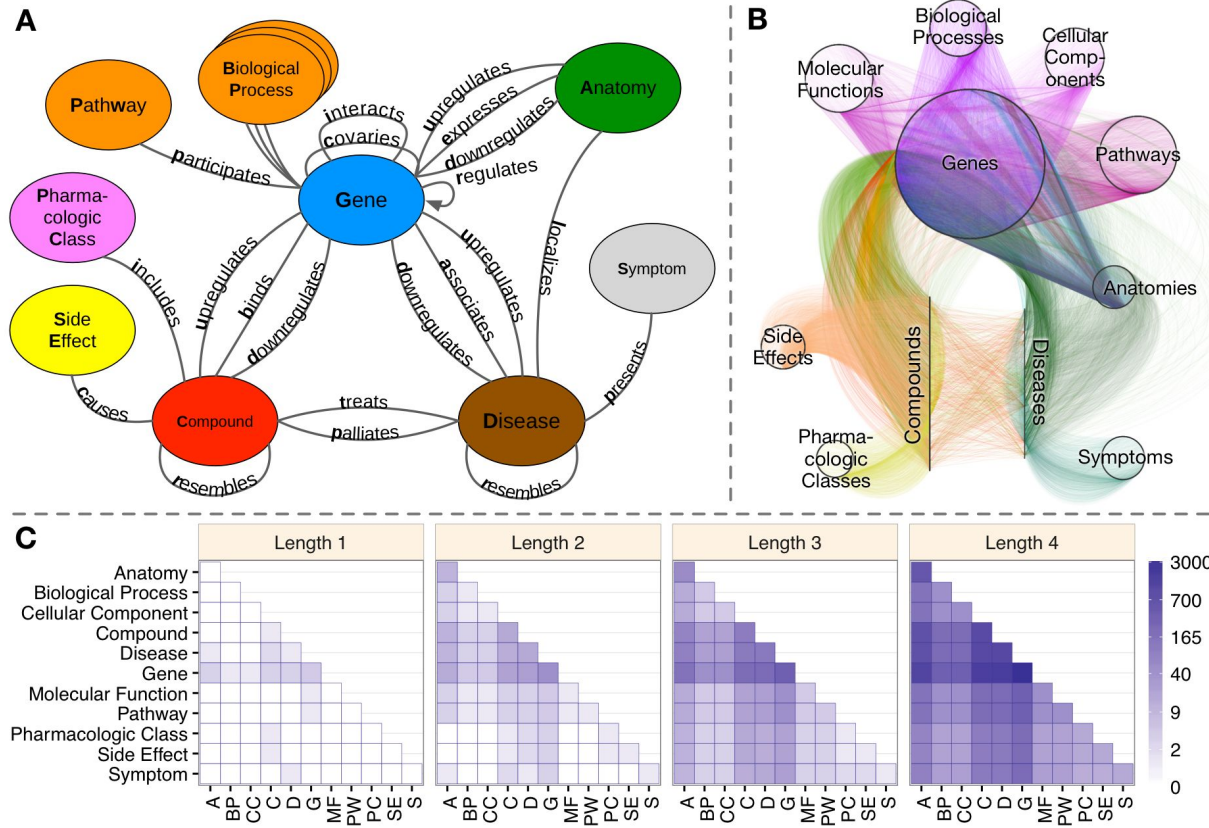 A
Pathway
Biological
Process
Anatomy
interacts
covaries
upregulates
expresses
downregulates
regulates
participates
Gene
Pharma-
cologic
Class
Side
Effect
includes
upregulates
binds
downregulates
downregulates
associates
upregulates
localizes
Symptom
presents
causes
Compound
treats
palliates
Disease
resembles
resembles
B
Biological
Processes
Cellular
Comp-
onents
Molecular
Functions
Genes
Pathways
Anatomies
Side
Effects
Compounds
Diseases
Pharma-
cologic
Classes
Symptoms
C
Length 1
Length 2
Length 3
Length 4
Anatomy
Biological Process
Cellular Component
Compound
Disease
Gene
Molecular Function
Pathway
Pharmacologic Class
Side Effect
Symptom
A BP CC C D G MF PW PC SE S
A BP CC C D G MF PW PC SE S
A BP CC C D G MF PW PC SE S
A BP CC C D G MF PW PC SE S
3000
700
165
40
9
2
0